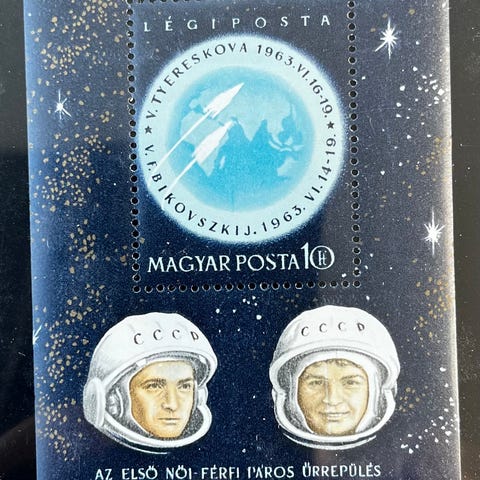 LÉGIPOSTA
★ V. TYERESKOVA 1963. VI. 16-19. ★
V. F. BIKOVSZKIJ. 1963. VI. 14-19.
MAGYAR POSTA 10 Ft
CCCP CCCP
AZ ELSŐ NŐI-FÉRFI PÁROS ŰRREPÜLÉS